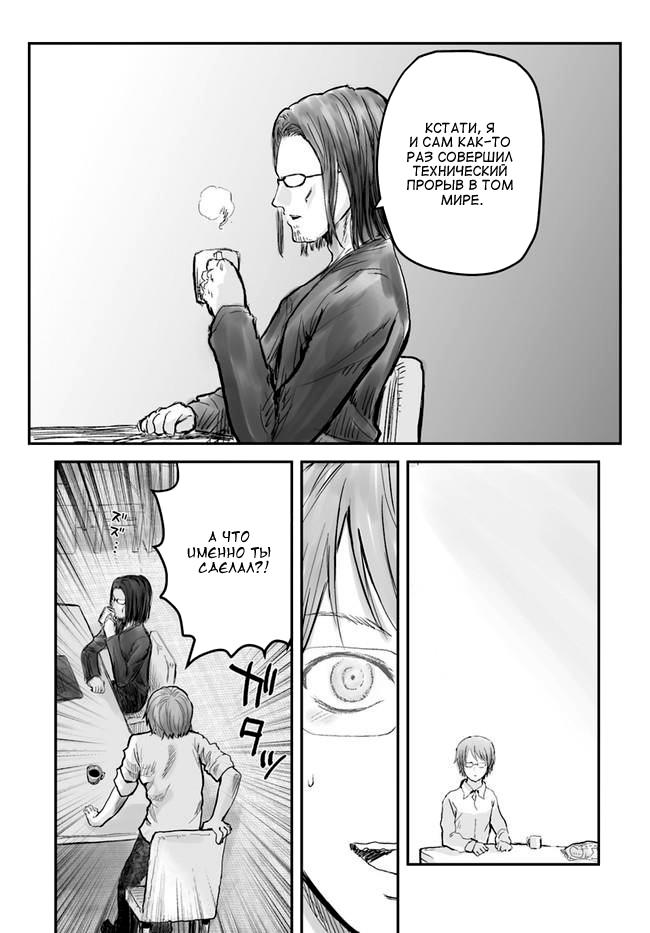 КСТАТИ, Я
И САМ КАК-ТО
РАЗ СОВЕРШИЛ
ТЕХНИЧЕСКИЙ
ПРОРЫВ В ТОМ
МИРЕ.
А ЧТО
ИМЕННО ТЫ
СДЕЛАЛ?!
ガタッ
ズズ...